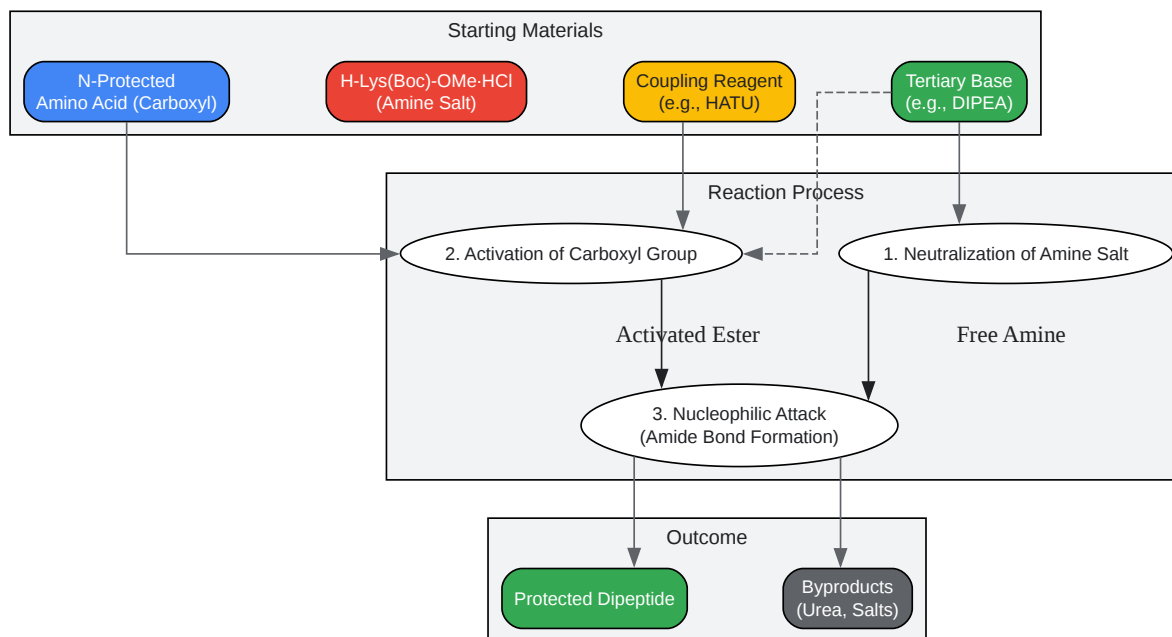 Starting Materials
N-Protected
Amino Acid (Carboxyl)
H-Lys(Boc)-OMe·HCl
(Amine Salt)
Coupling Reagent
(e.g., HATU)
Tertiary Base
(e.g., DIPEA)
Reaction Process
2. Activation of Carboxyl Group
1. Neutralization of Amine Salt
Activated Ester
Free Amine
3. Nucleophilic Attack
(Amide Bond Formation)
Outcome
Protected Dipeptide
Byproducts
(Urea, Salts)